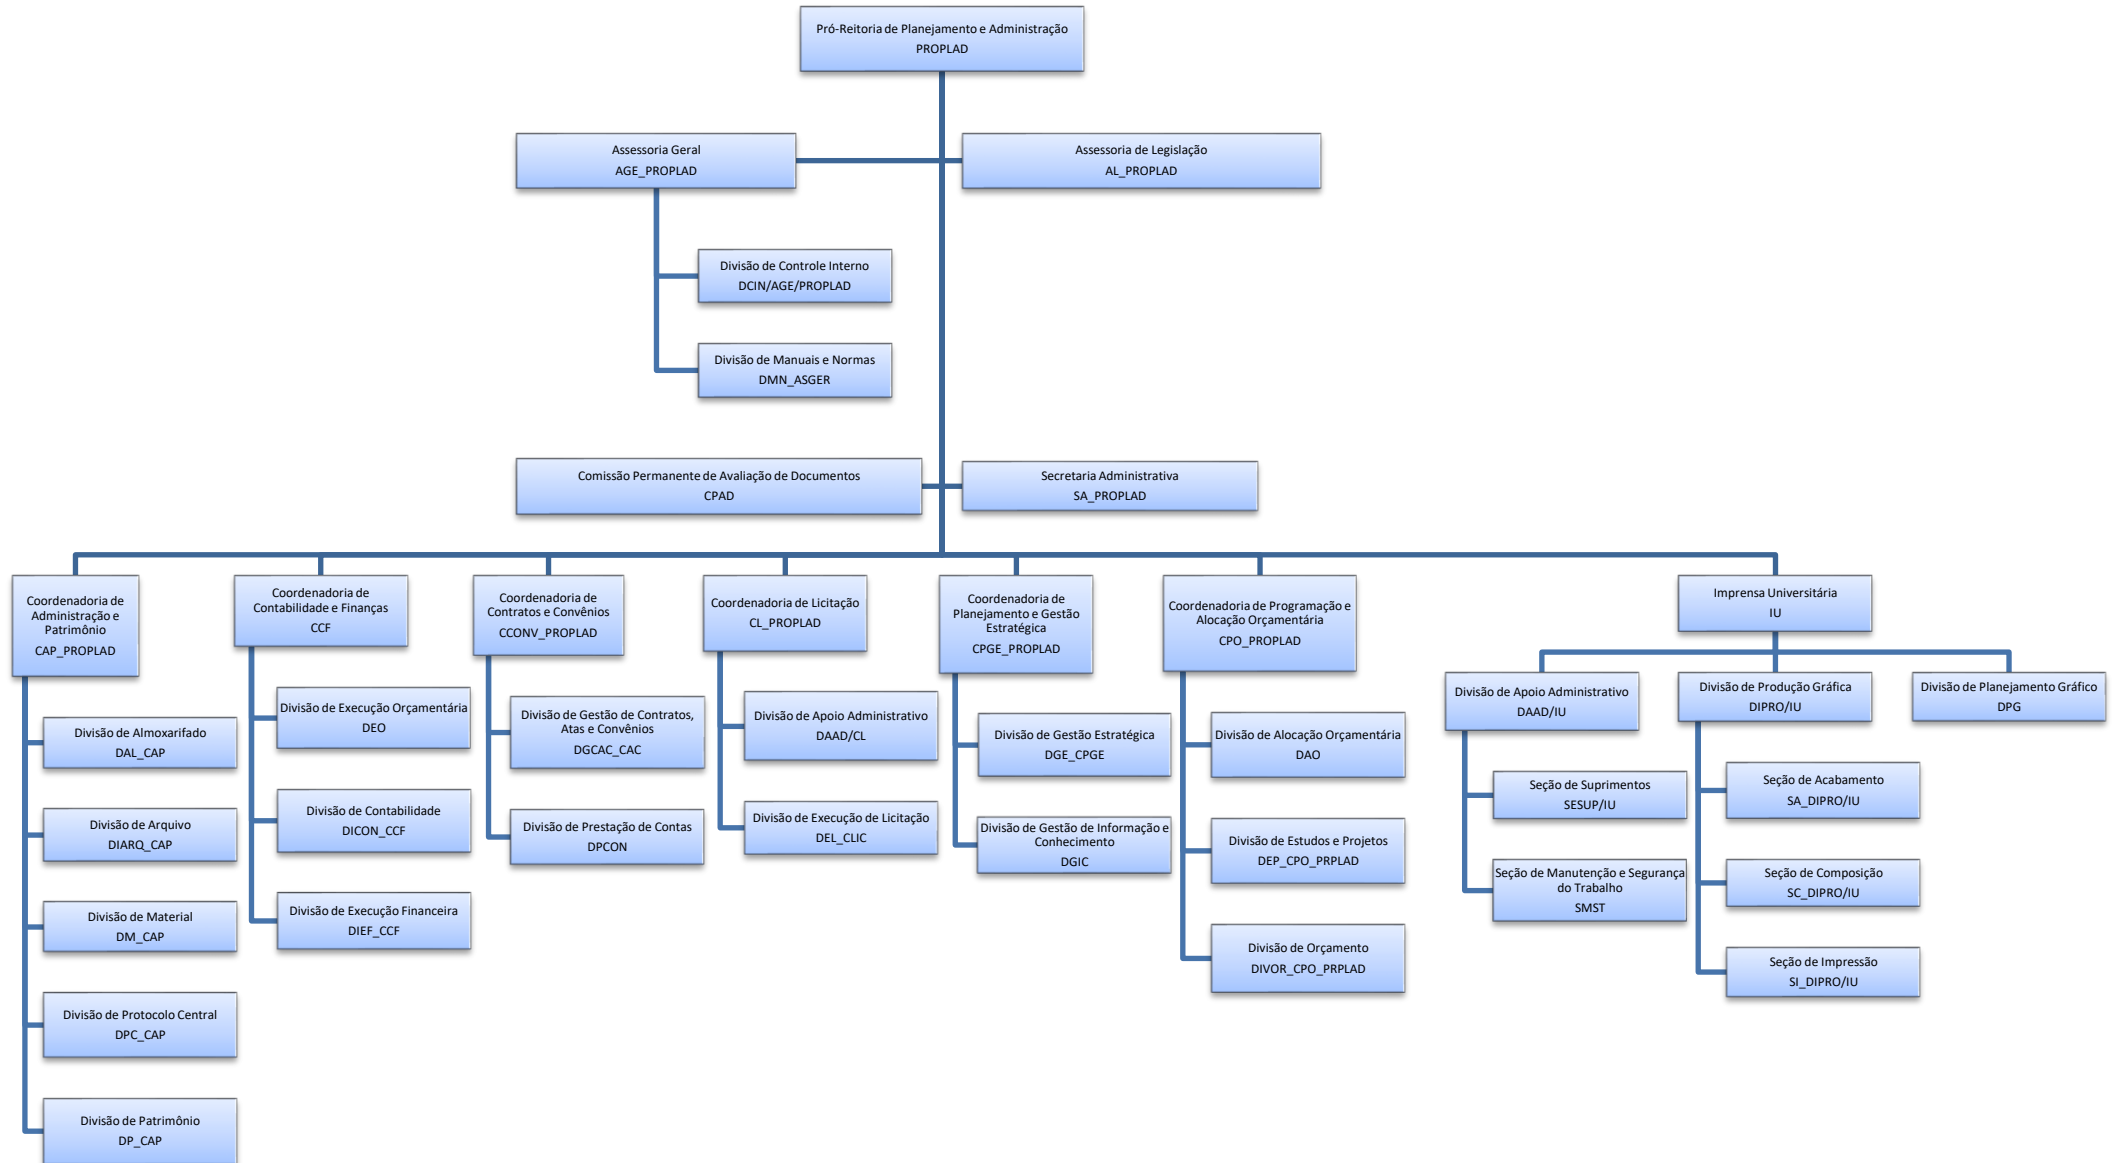 Pró-Reitoria de Planejamento e Administração
PROPLAD
Assessoria Geral
AGE_PROPLAD
Assessoria de Legislação
AL_PROPLAD
Divisão de Controle Interno
DCIN/AGE/PROPLAD
Divisão de Manuais e Normas
DMN_ASGER
Comissão Permanente de Avaliação de Documentos
CPAD
Secretaria Administrativa
SA_PROPLAD
Coordenadoria de
Administração e
Patrimônio
CAP_PROPLAD
Divisão de Almoxarifado
DAL_CAP
Divisão de Arquivo
DIARQ_CAP
Divisão de Material
DM_CAP
Divisão de Protocolo Central
DPC_CAP
Divisão de Patrimônio
DP_CAP
Coordenadoria de
Contabilidade e Finanças
CCF
Divisão de Execução Orçamentária
DEO
Divisão de Contabilidade
DICON_CCF
Divisão de Execução Financeira
DIEF_CCF
Coordenadoria de
Contratos e Convênios
CCONV_PROPLAD
Divisão de Gestão de Contratos,
Atas e Convênios
DGCAC_CAC
Divisão de Prestação de Contas
DPCON
Coordenadoria de Licitação
CL_PROPLAD
Divisão de Apoio Administrativo
DAAD/CL
Divisão de Execução de Licitação
DEL_CLIC
Coordenadoria de
Planejamento e Gestão
Estratégica
CPGE_PROPLAD
Divisão de Gestão Estratégica
DGE_CPGE
Divisão de Gestão de Informação e
Conhecimento
DGIC
Coordenadoria de Programação e
Alocação Orçamentária
CPO_PROPLAD
Divisão de Alocação Orçamentária
DAO
Divisão de Estudos e Projetos
DEP_CPO_PRPLAD
Divisão de Orçamento
DIVOR_CPO_PRPLAD
Imprensa Universitária
IU
Divisão de Apoio Administrativo
DAAD/IU
Seção de Suprimentos
SESUP/IU
Seção de Manutenção e Segurança
do Trabalho
SMST
Divisão de Produção Gráfica
DIPRO/IU
Seção de Acabamento
SA_DIPRO/IU
Seção de Composição
SC_DIPRO/IU
Seção de Impressão
SI_DIPRO/IU
Divisão de Planejamento Gráfico
DPG